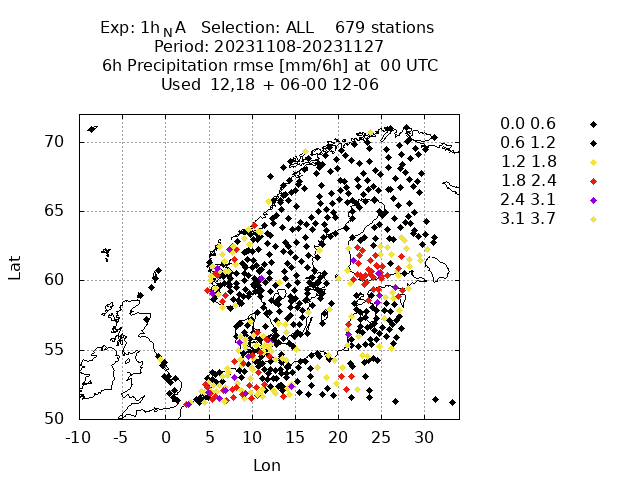 Exp: 1h_N A Selection: ALL 679 stations
Period: 20231108-20231127
6h Precipitation rmse [mm/6h] at 00 UTC
Used 12,18 + 06-00 12-06
0.0 0.6
0.6 1.2
1.2 1.8
1.8 2.4
2.4 3.1
3.1 3.7
70
65
60
55
50
Lat
-10 -5 0 5 10 15 20 25 30
Lon